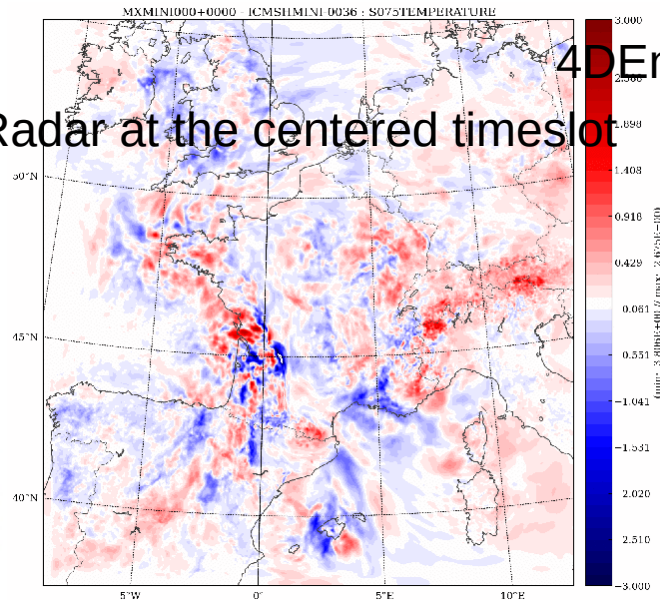 MXMINI000+0000 - ICMSHMINI-0036 : S075TEMPERATURE
4DEn
Radar at the centered timeslot
50°N
45°N
40°N
5°W
0°
5°E
10°E
3.000
1.898
1.408
0.918
0.429
0.061
0.551
−1.041
−1.531
2.020
2.510
−3.000